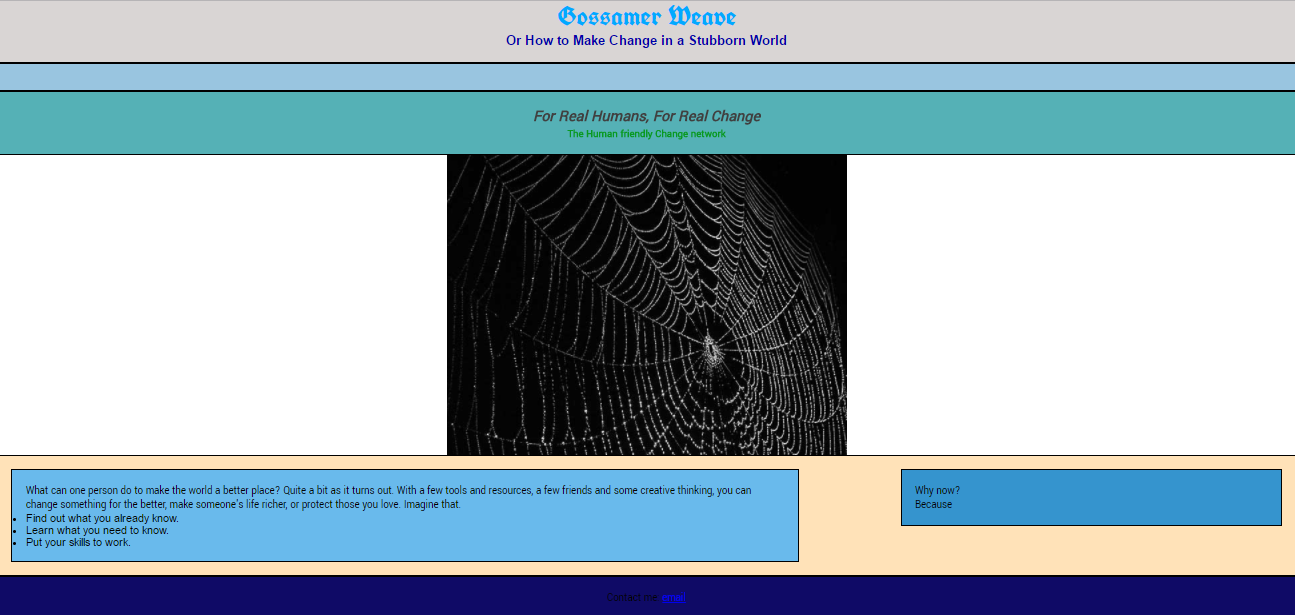 Gossamer Weave
Or How to Make Change in a Stubborn World
For Real Humans, For Real Change
The Human friendly Change network
What can one person do to make the world a better place? Quite a bit as it turns out. With a few tools and resources, a few friends and some creative thinking, you can
change something for the better, make someone's life richer, or protect those you love. Imagine that.
Find out what you already know.
Learn what you need to know.
Put your skills to work.
Why now?
Because
Contact me: email